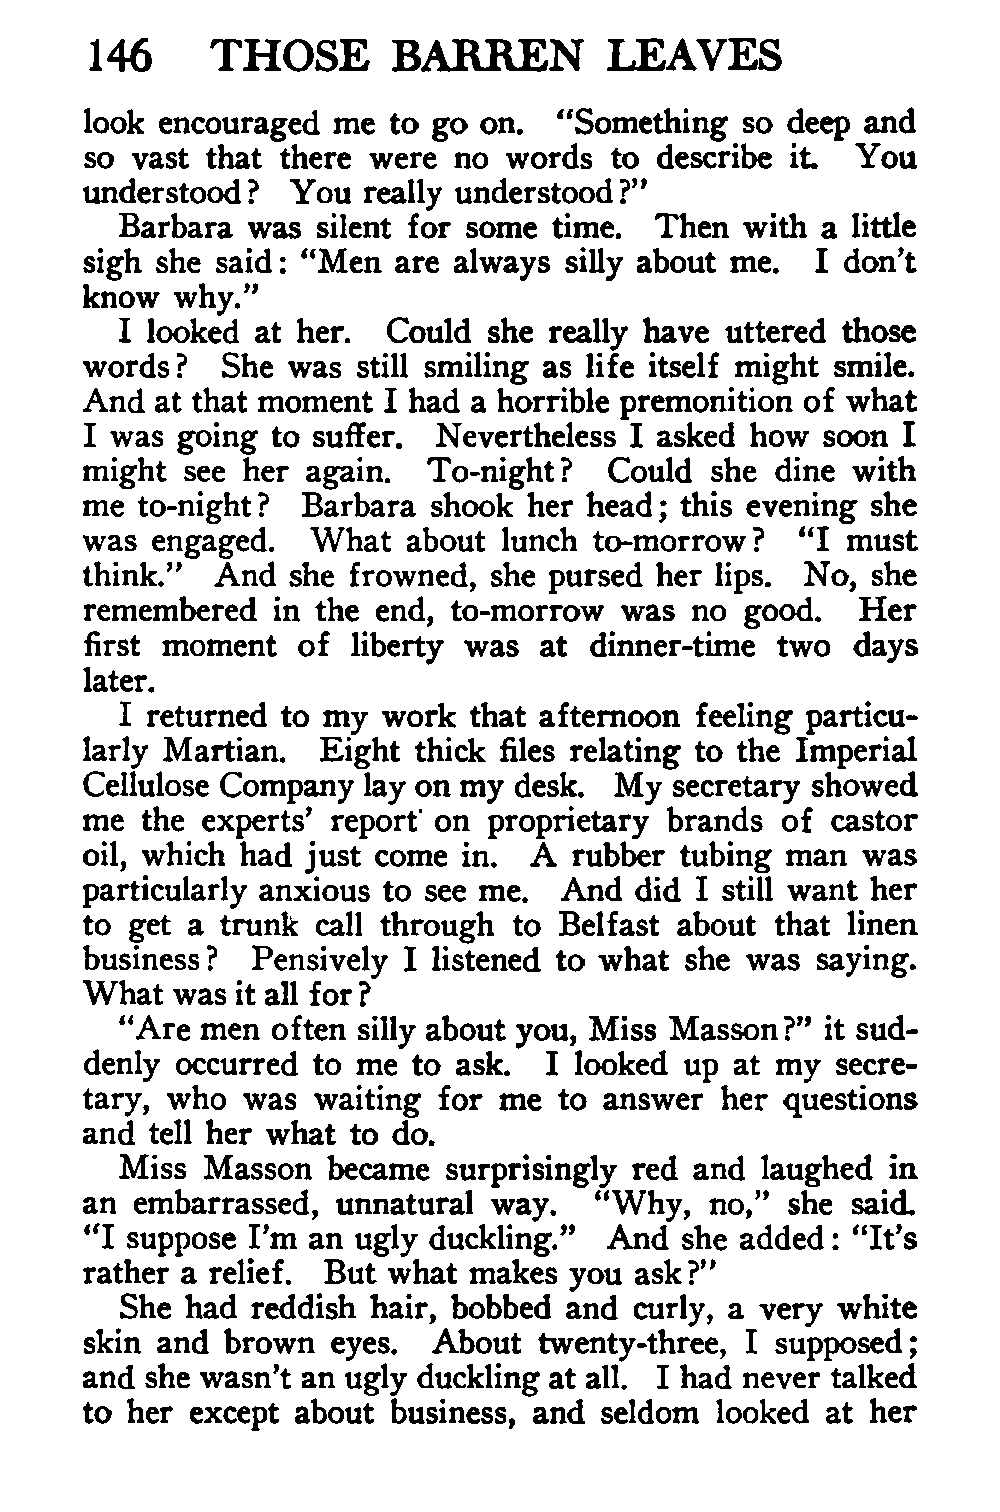 146 THOSE BARREN LEAVES
look encouraged me to go on. "Something so deep and
so vast that there were no words to describe it. You
understood? You really understood?"
Barbara was silent for some time. Then with a little
sigh she said: "Men are always silly about me. I don't
know why."
I looked at her. Could she really have uttered those
words? She was still smiling as life itself might smile.
And at that moment I had a horrible premonition of what
I was going to suffer. Nevertheless I asked how soon I
might see her again. To-night? Could she dine with
me to-night? Barbara shook her head; this evening she
was engaged. What about lunch to-morrow? "I must
think." And she frowned, she pursed her lips. No, she
remembered in the end, to-morrow was no good. Her
first moment of liberty was at dinner-time two days
later.
I returned to my work that afternoon feeling particu-
larly Martian. Eight thick files relating to the Imperial
Cellulose Company lay on my desk. My secretary showed
me the experts' report on proprietary brands of castor
oil, which had just come in. A rubber tubing man was
particularly anxious to see me. And did I still want her
to get a trunk call through to Belfast about that linen
business? Pensively I listened to what she was saying.
What was it all for?
"Are men often silly about you, Miss Masson?" it sud-
denly occurred to me to ask. I looked up at my secre-
tary, who was waiting for me to answer her questions
and tell her what to do.
Miss Masson became surprisingly red and laughed in
an embarrassed, unnatural way. "Why, no," she said.
"I suppose I'm an ugly duckling." And she added: "It's
rather a relief. But what makes you ask?"
She had reddish hair, bobbed and curly, a very white
skin and brown eyes. About twenty-three, I supposed;
and she wasn't an ugly duckling at all. I had never talked
to her except about business, and seldom looked at her